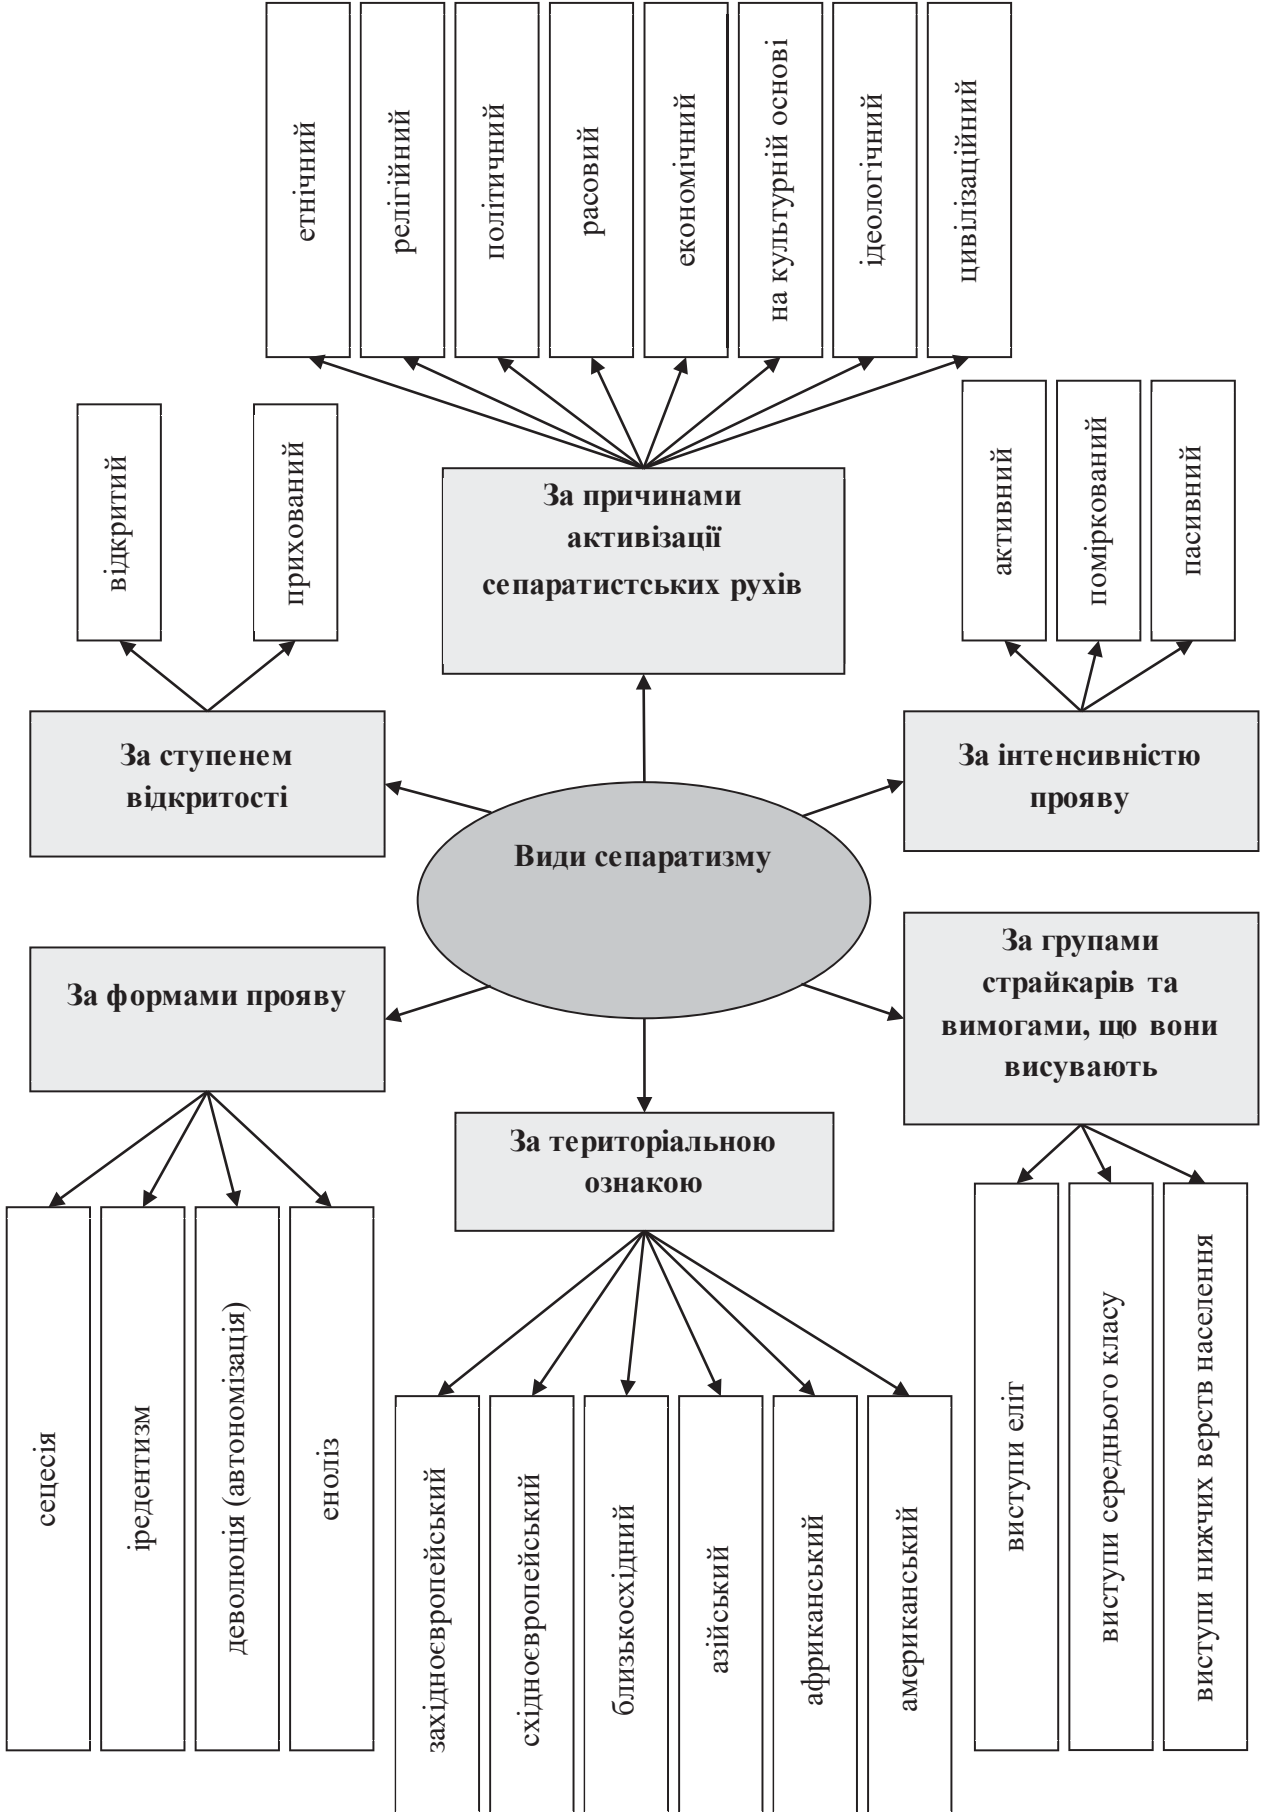 етнічний
релігійний
політичний
расовий
економічний
на культурній основі
ідеологічний
цивілізаційний
відкритий
прихований
активний
поміркований
пасивний
За причинами
активізації
сепаратистських рухів
За ступенем
відкритості
За інтенсивністю
прояву
Види сепаратизму
За формами прояву
За групами
страйкарів та
вимогами, що вони
висувають
За територіальною
ознакою
сецесія
іредентизм
деволюція (автономізація)
еноліз
західноєвропейський
східноєвропейський
близькосхідний
азійський
африканський
американський
виступи еліт
виступи середнього класу
виступи нижчих верств населення